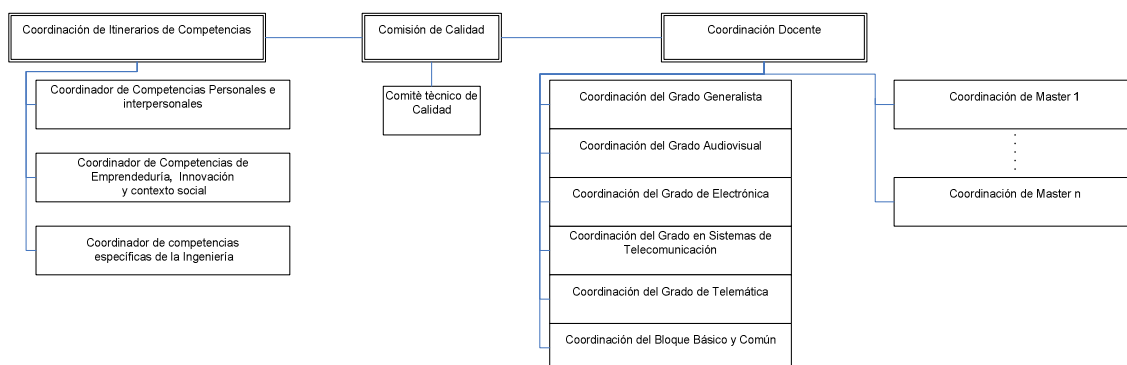 Coordinación de Itinerarios de Competencias
Comisión de Calidad
Coordinación Docente
Coordinador de Competencias Personales e
interpersonales
Coordinador de Competencias de
Emprendeduría, Innovación
y contexto social
Coordinador de competencias
específicas de la Ingeniería
Comitè tècnico de
Calidad
Coordinación del Grado Generalista
Coordinación del Grado Audiovisual
Coordinación del Grado de Electrónica
Coordinación del Grado en Sistemas de
Telecomunicación
Coordinación del Grado de Telemática
Coordinación del Bloque Básico y Común
Coordinación de Master 1
Coordinación de Master n